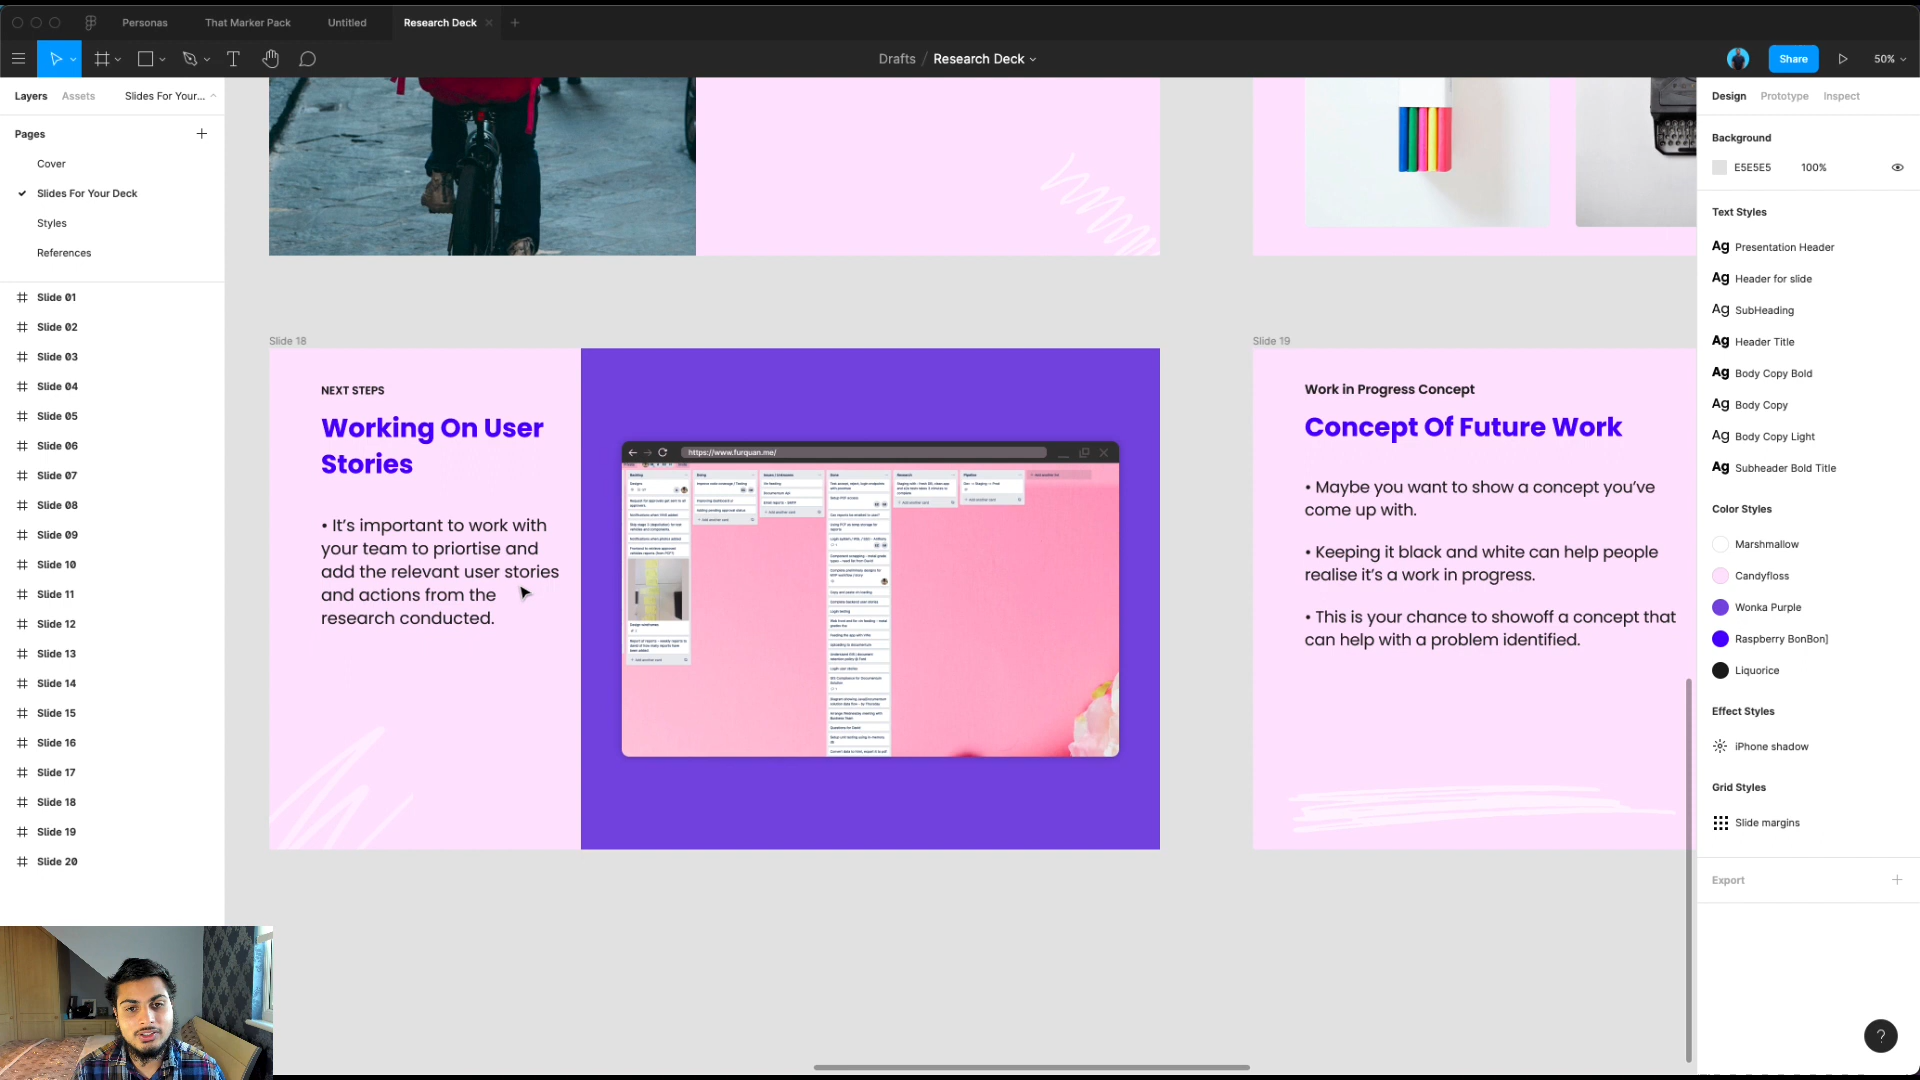 Personas
That Marker Pack
Untitled
Research Deck
Drafts / Research Deck
Share
50%
Layers
Assets
Slides For Your...
Pages
Cover
Slides For Your Deck
Styles
References
Slide 01
Slide 02
Slide 03
Slide 04
Slide 05
Slide 06
Slide 07
Slide 08
Slide 09
Slide 10
Slide 11
Slide 12
Slide 13
Slide 14
Slide 15
Slide 16
Slide 17
Slide 18
Slide 19
Slide 20
Slide 18
NEXT STEPS
Working On User
Stories
• It's important to work with
your team to priortise and
add the relevant user stories
and actions from the
research conducted.
https://www.furquan.me/
Slide 19
Work in Progress Concept
Concept Of Future Work
• Maybe you want to show a concept you've
come up with.
• Keeping it black and white can help people
realise it's a work in progress.
• This is your chance to showoff a concept that
can help with a problem identified.
Design
Prototype
Inspect
Background
E5E5E5
100%
Text Styles
Ag Presentation Header
Ag Header for slide
Ag SubHeading
Ag Header Title
Ag Body Copy Bold
Ag Body Copy
Ag Body Copy Light
Ag Subheader Bold Title
Color Styles
Marshmallow
Candyfloss
Wonka Purple
Raspberry BonBon]
Liquorice
Effect Styles
iPhone shadow
Grid Styles
Slide margins
Export
?